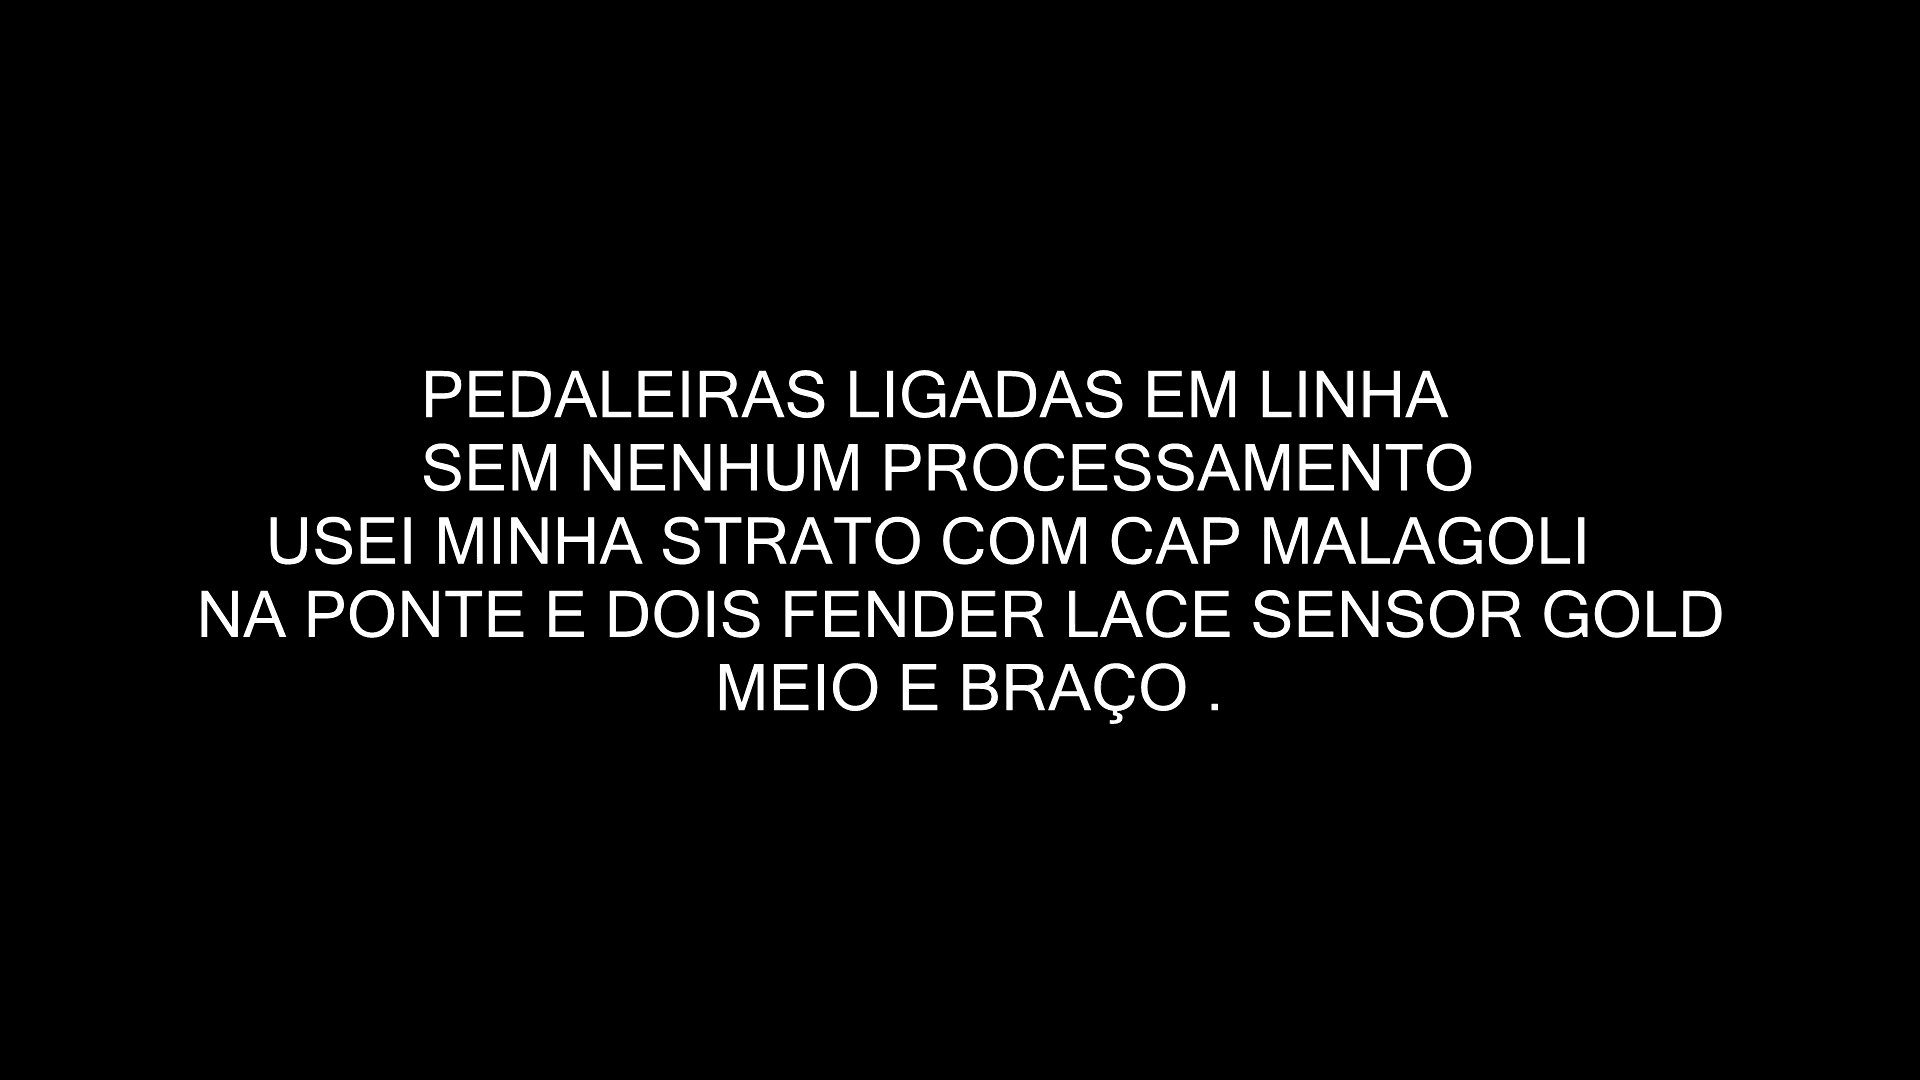 PEDALEIRAS LIGADAS EM LINHA
SEM NENHUM PROCESSAMENTO
USEI MINHA STRATO COM CAP MALAGOLI
NA PONTE E DOIS FENDER LACE SENSOR GOLD
MEIO E BRAÇO .